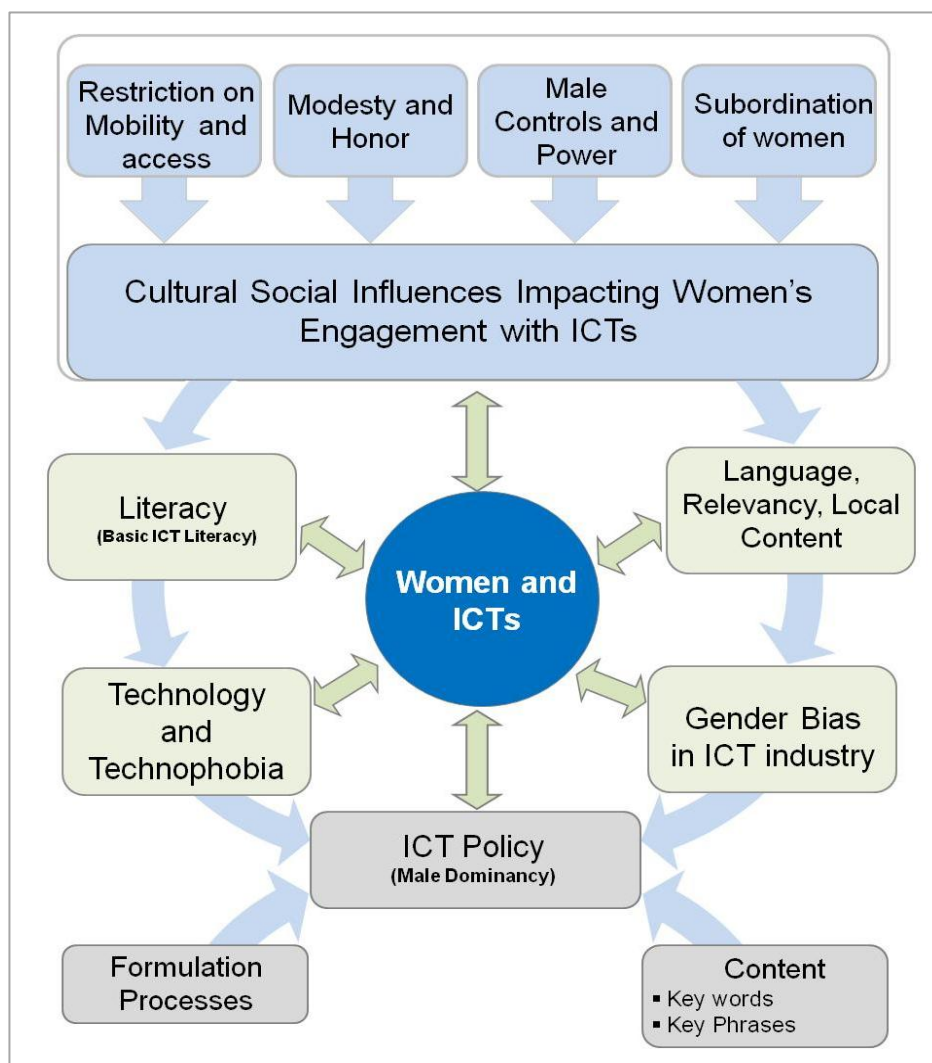 Restriction on
Mobility and
access
Modesty and
Honor
Male
Controls and
Power
Subordination
of women
Cultural Social Influences Impacting Women's
Engagement with ICTs
Literacy
(Basic ICT Literacy)
Language,
Relevancy, Local
Content
Women and
ICTs
Technology
and
Technophobia
Gender Bias
in ICT industry
ICT Policy
(Male Dominancy)
Formulation
Processes
Content
▪ Key words
▪ Key Phrases